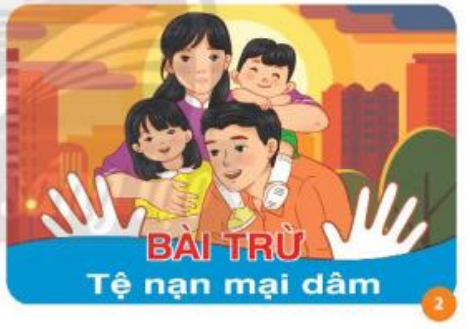 BÀI TRỪ
Tệ nạn mại dâm
2